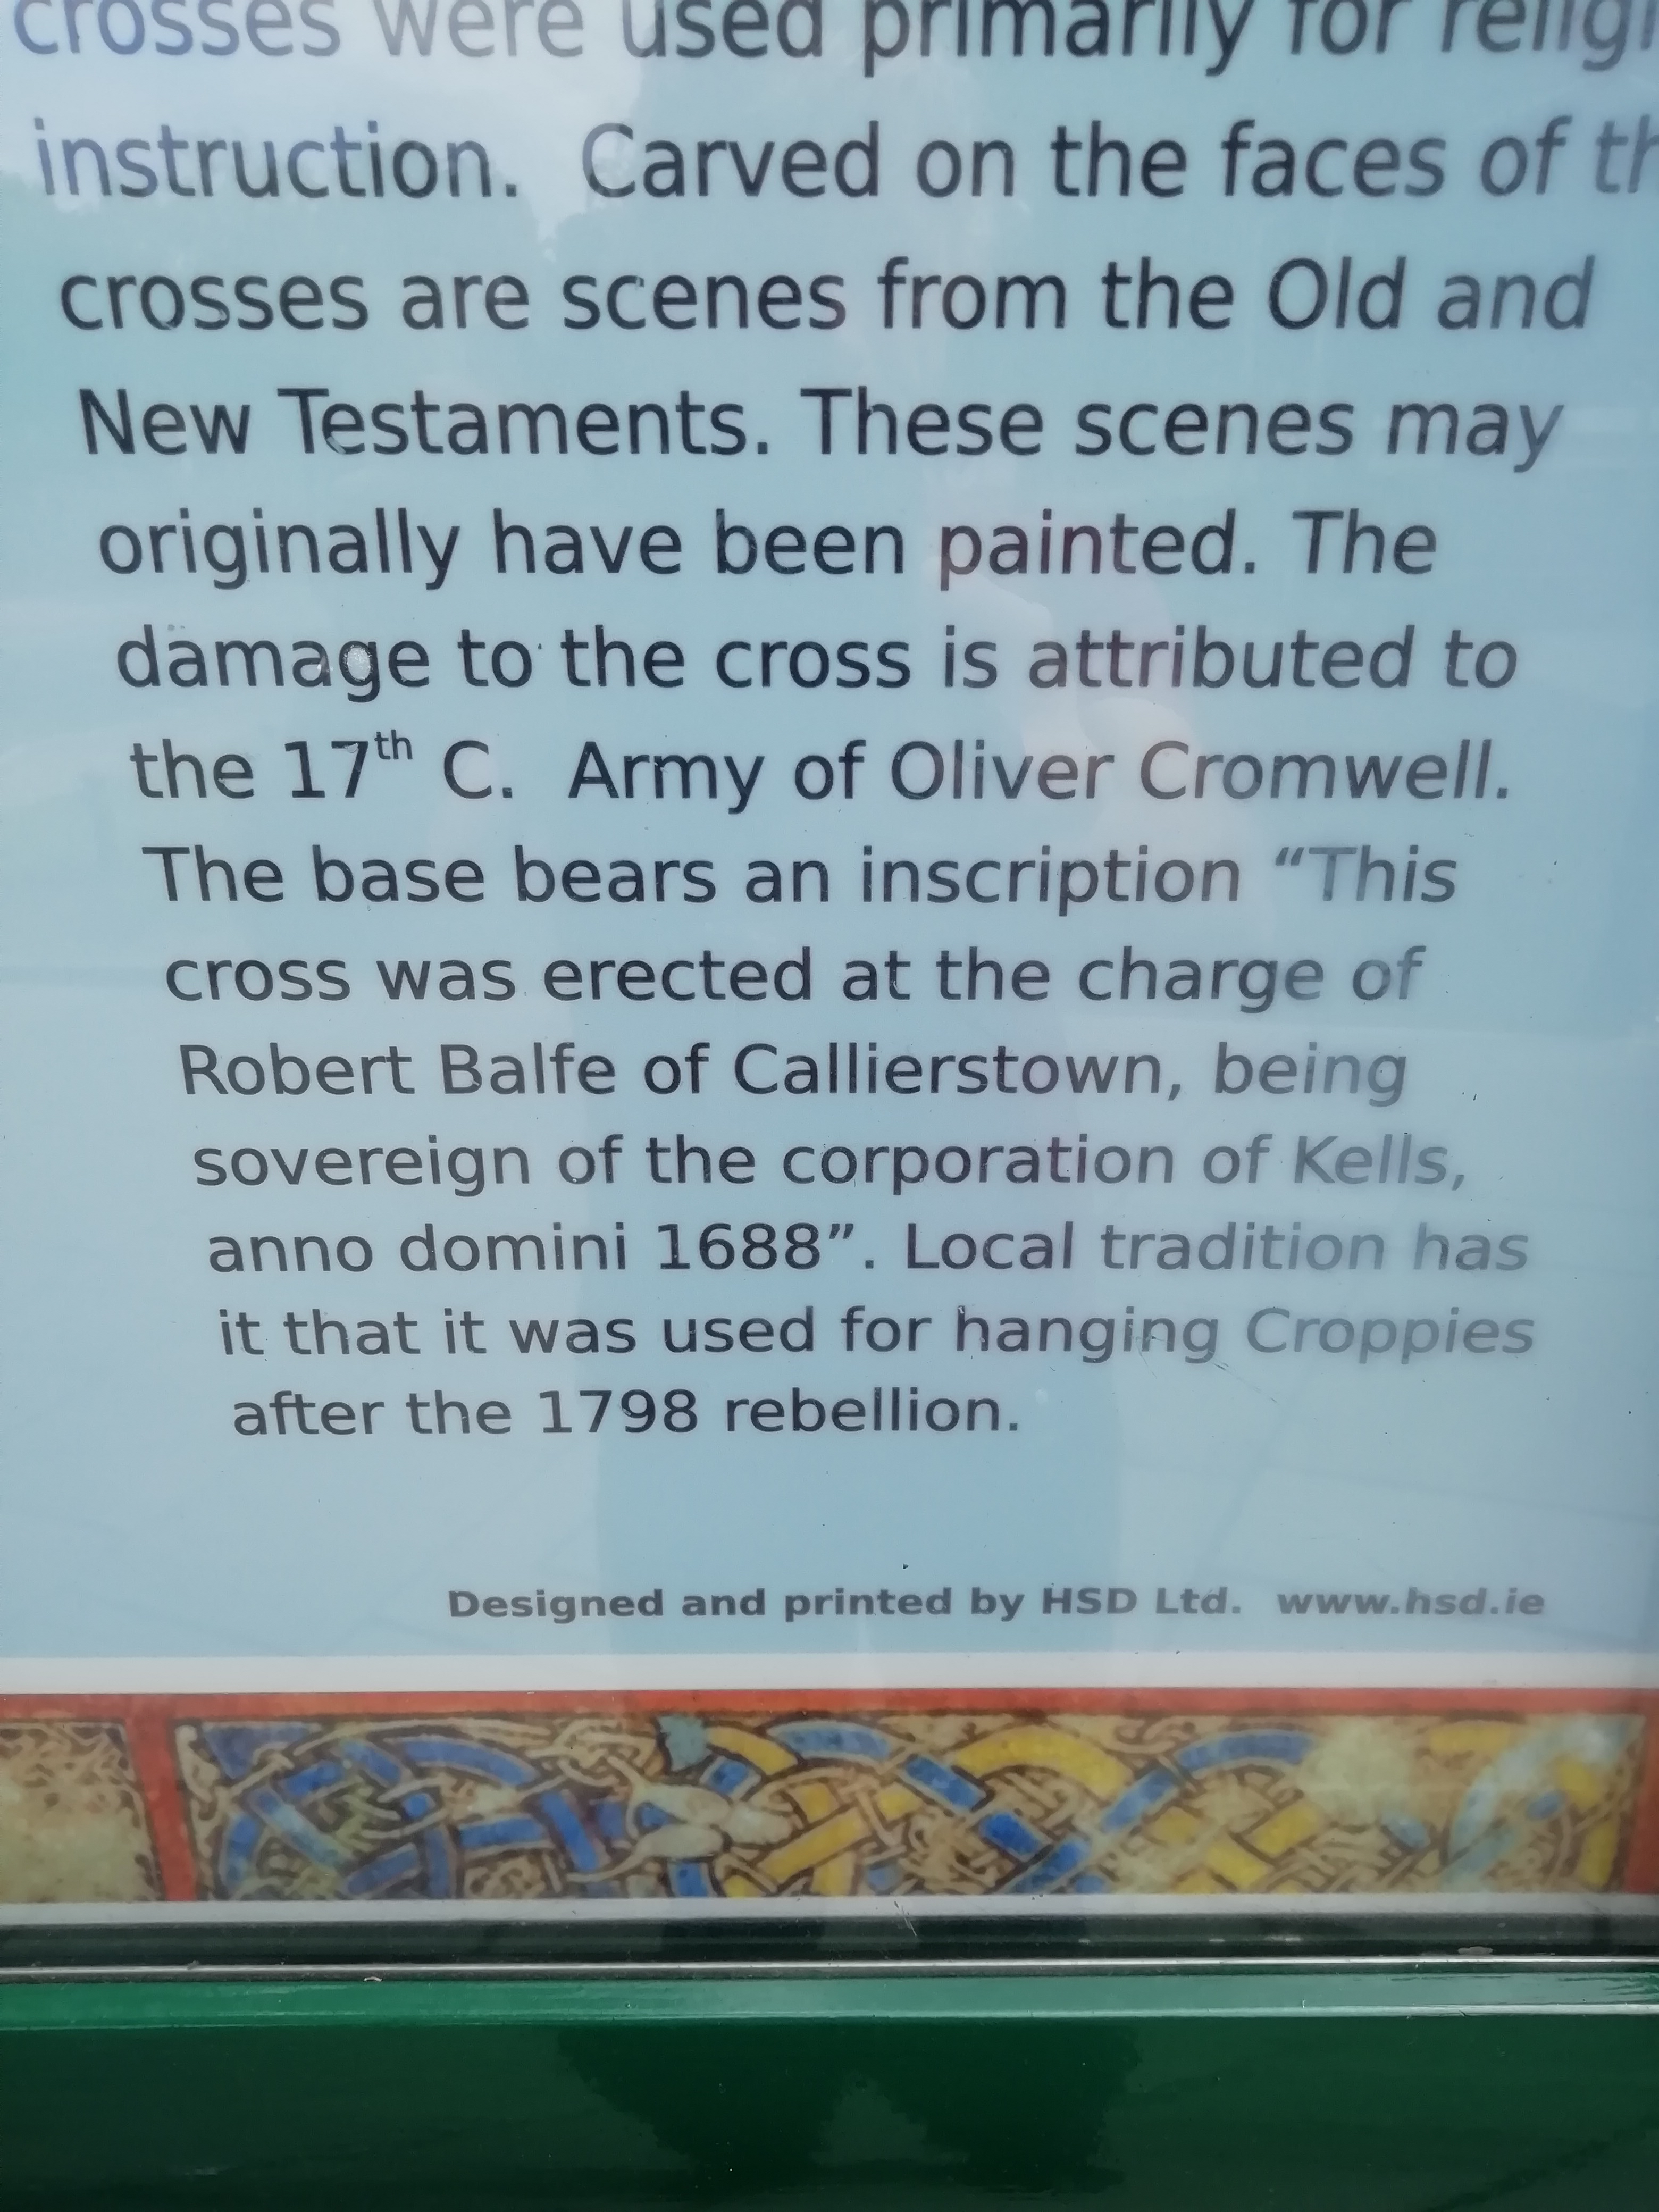 crosses were used primarily for
instruction. Carved on the faces of
crosses are scenes from the Old and
New Testaments. These scenes may
originally have been painted. The
damage to the cross is attributed to
the 17th C. Army of Oliver Cromwell.
The base bears an inscription “This
cross was erected at the charge of
Robert Balfe of Callierstown, being
sovereign of the corporation of Kells,
anno domini 1688”. Local tradition has
it that it was used for hanging Croppies
after the 1798 rebellion.
Designed and printed by HSD Ltd. www.hsd.ie